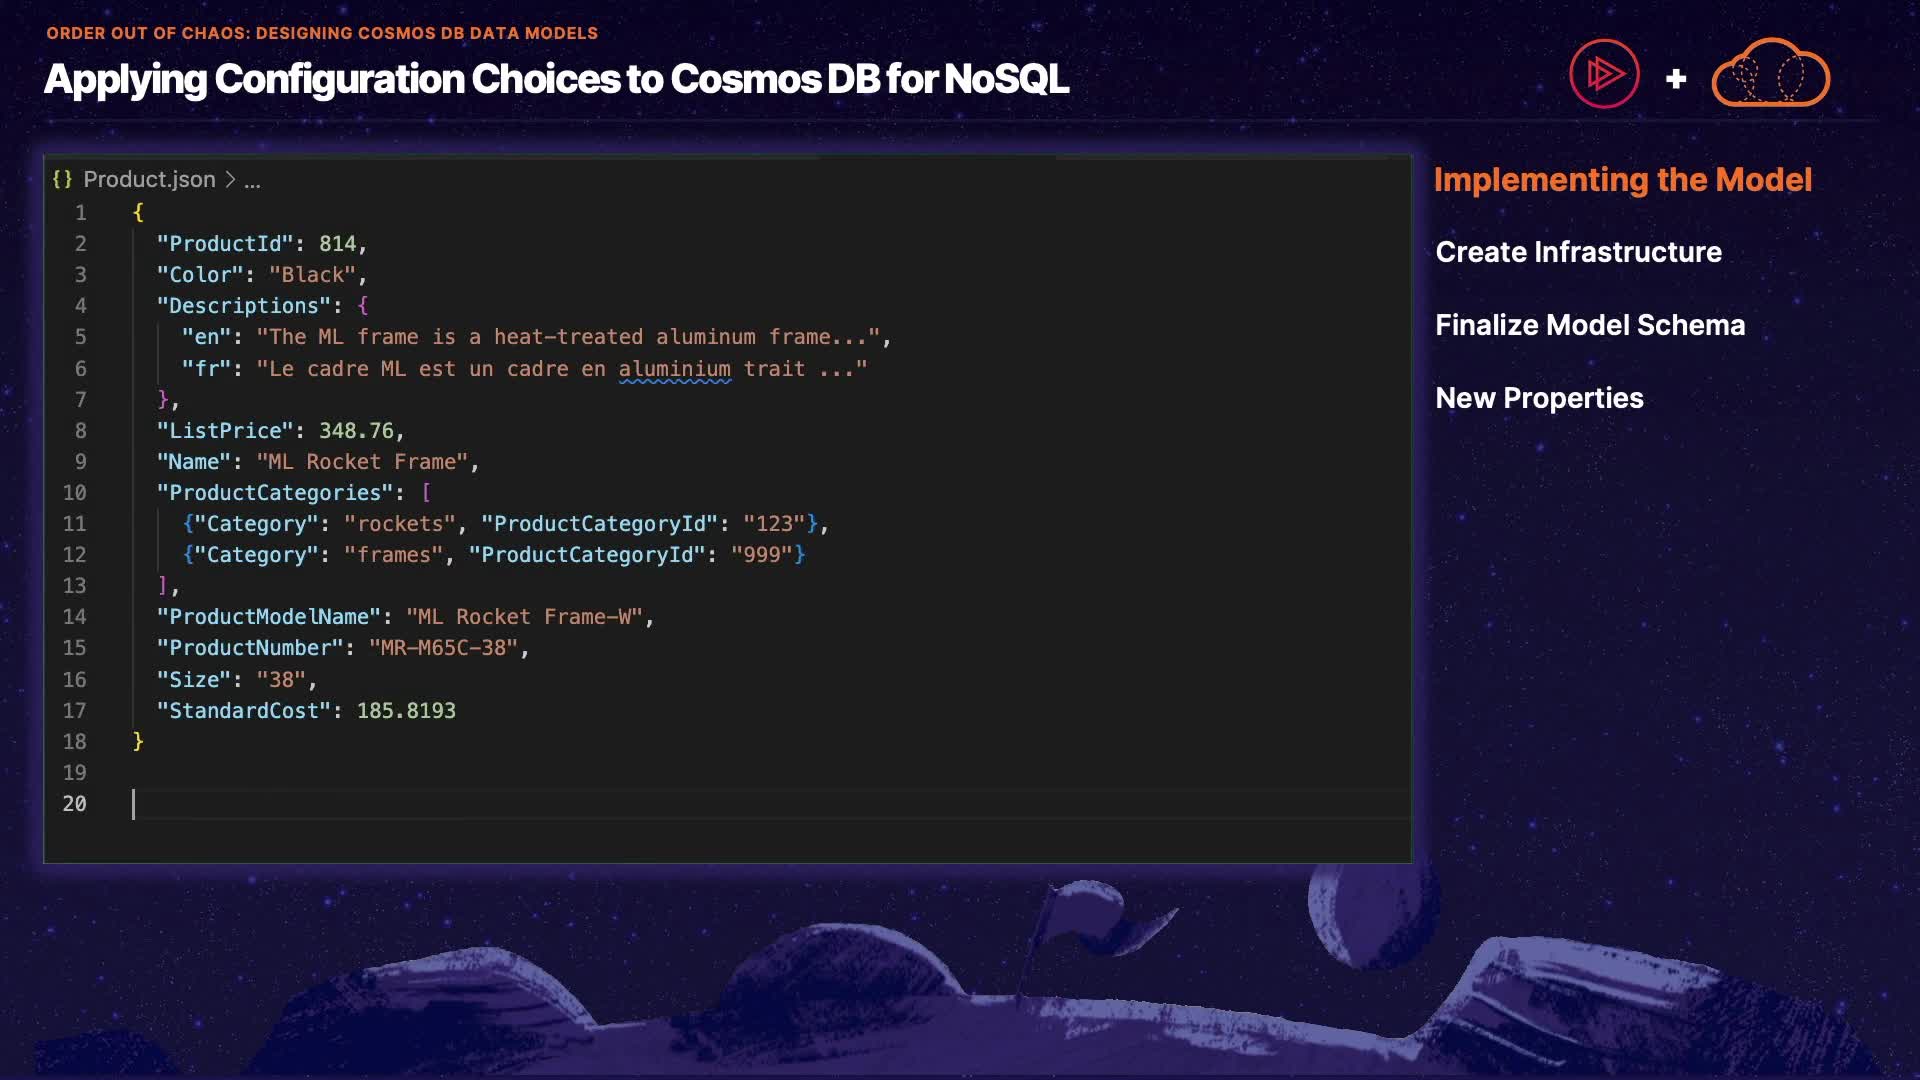 ORDER OUT OF CHAOS: DESIGNING COSMOS DB DATA MODELS
Applying Configuration Choices to Cosmos DB for NoSQL
+
{} Product.json > ...
1 {
2 "ProductId": 814,
3 "Color": "Black",
4 "Descriptions": {
5 "en": "The ML frame is a heat-treated aluminum frame...",
6 "fr": "Le cadre ML est un cadre en aluminium trait ..."
7 },
8 "ListPrice": 348.76,
9 "Name": "ML Rocket Frame",
10 "ProductCategories": [
11 {"Category": "rockets", "ProductCategoryId": "123"},
12 {"Category": "frames", "ProductCategoryId": "999"}
13 ],
14 "ProductModelName": "ML Rocket Frame-W",
15 "ProductNumber": "MR-M65C-38",
16 "Size": "38",
17 "StandardCost": 185.8193
18 }
19
20
Implementing the Model
Create Infrastructure
Finalize Model Schema
New Properties